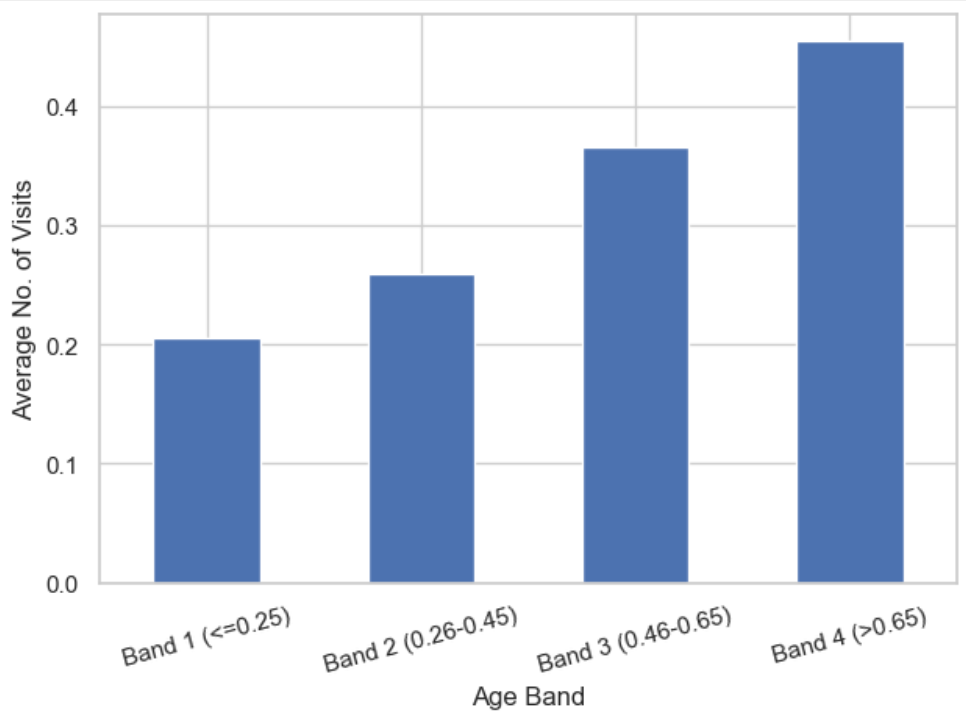 Average No. of Visits
0.4
0.3
0.2
0.1
0.0
Band 1 (<=0.25)
Band 2 (0.26-0.45)
Band 3 (0.46-0.65)
Band 4 (>0.65)
Age Band